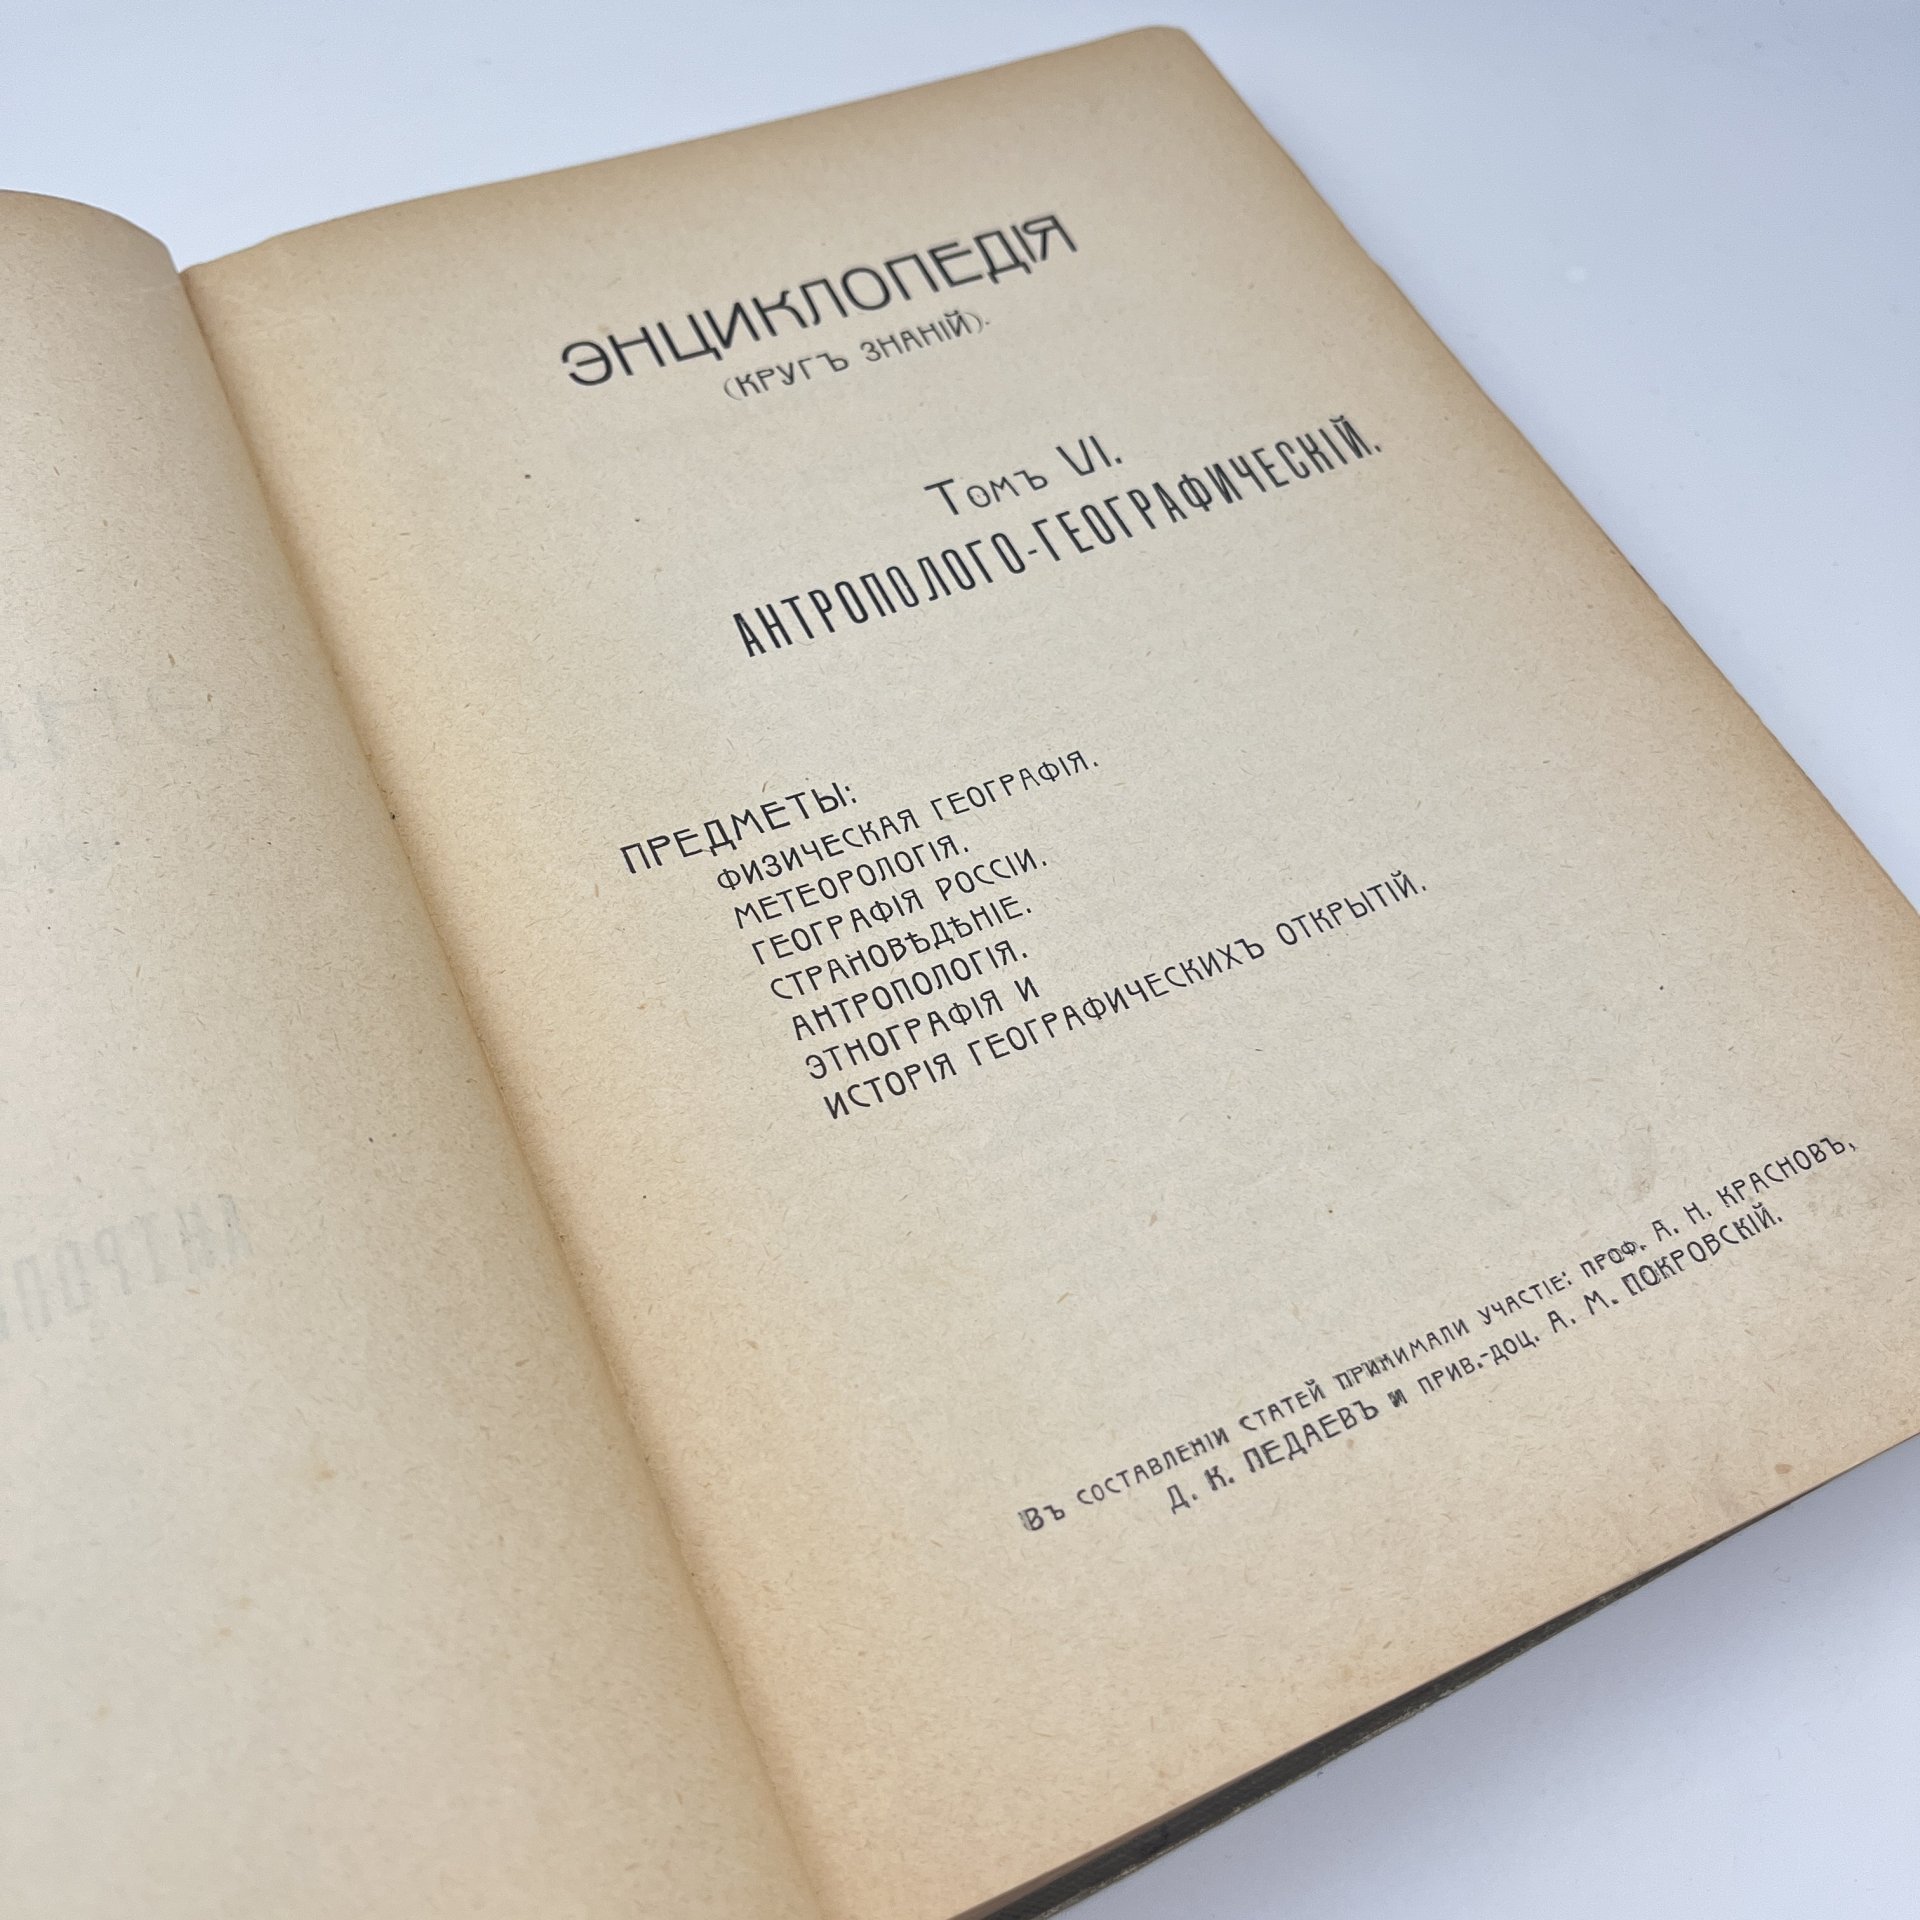 ЭНЦИКЛОПЕДІЯ
(КРУГЪ ЗНАНІЙ).
Томъ VI.
АНТРОПОЛОГО-ГЕОГРАФИЧЕСКІЙ.
ПРЕДМЕТЫ:
ФИЗИЧЕСКАЯ ГЕОГРАФІЯ.
МЕТЕОРОЛОГІЯ.
ГЕОГРАФІЯ РОССІИ.
СТРАНОВѢДѢНІЕ.
АНТРОПОЛОГІЯ.
ЭТНОГРАФІЯ И
ИСТОРІЯ ГЕОГРАФИЧЕСКИХЪ ОТКРЫТІЙ.
ВЪ СОСТАВЛЕНІИ СТАТЕЙ ПРИНИМАЛИ УЧАСТІЕ: ПРОФ. А. Н. КРАСНОВЪ,
Д. К. ПЕДАЕВЪ И ПРИВ.-ДОЦ. А. М. ПОКРОВСКІЙ.